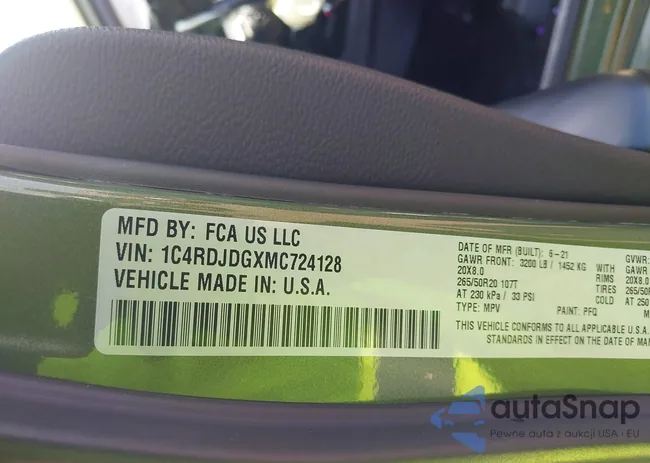 MFD BY: FCA US LLC
VIN: 1C4RDJDGXMC724128
VEHICLE MADE IN: U.S.A.
DATE OF MFR (BUILT): 6-21
GVWR:
GAWR FRONT: 3200 LB / 1452 KG WITH GAWR
20X8.0 RIMS 20X8.0
265/50R20 107T TIRES 265/50R
AT 230 kPa / 33 PSI COLD AT 250
TYPE: MPV PAINT: PFQ M
THIS VEHICLE CONFORMS TO ALL APPLICABLE U.S.A.
STANDARDS IN EFFECT ON THE DATE OF MAN
autaSnap
Pewne auta z aukcji USA · EU